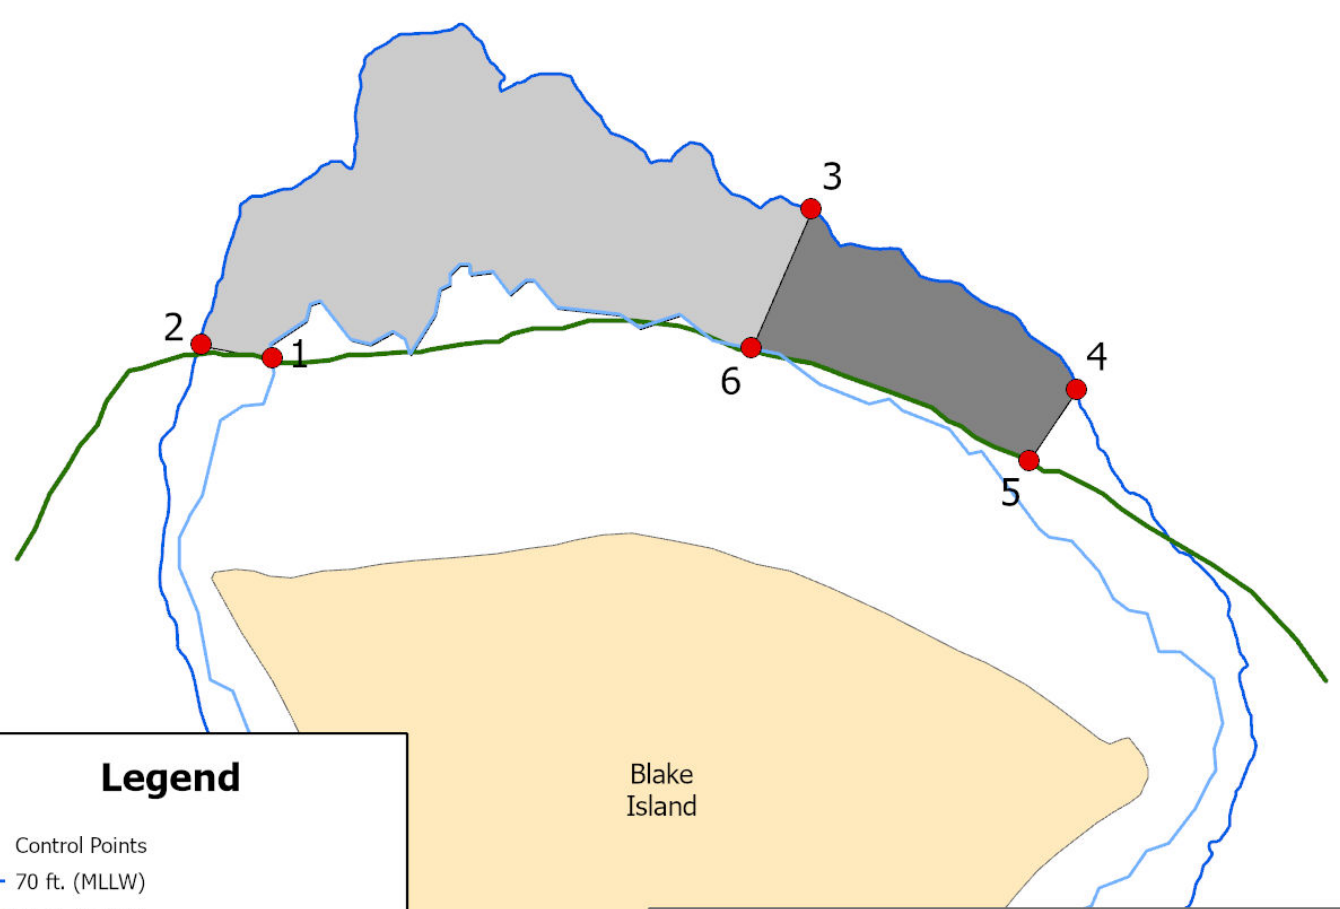 3
2
1
4
6
5
Blake
Island
Legend
Control Points
70 ft. (MLLW)